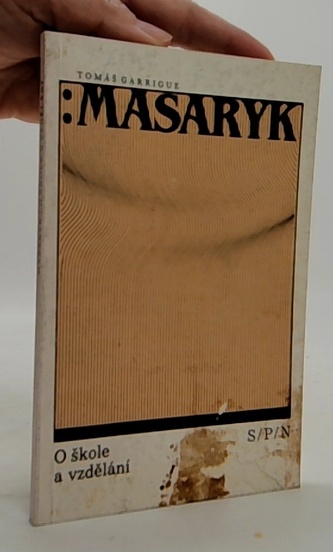 TOMÁŠ GARRIGUE
:MASARYK
O škole
a vzdělání
S/P/N